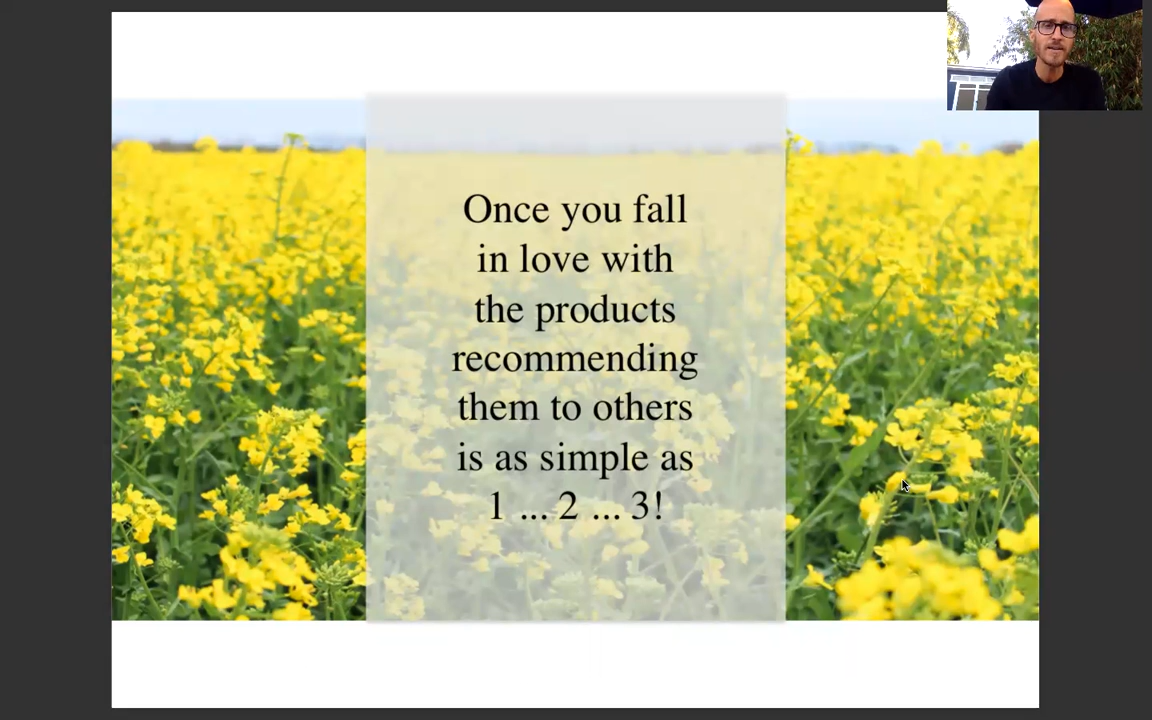 Once you fall
in love with
the products
recommending
them to others
is as simple as
1 ... 2 ... 3!